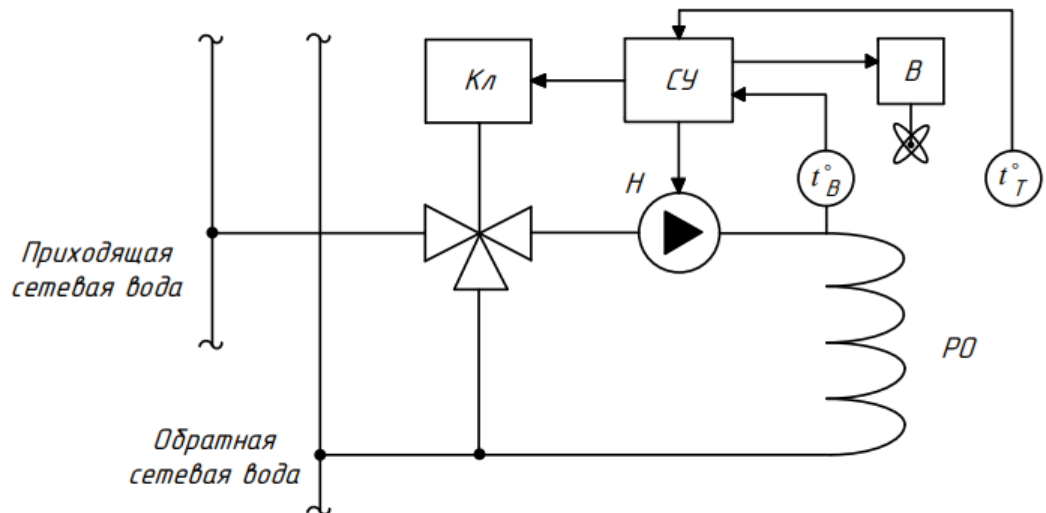 Кл
СУ
В
Н
t°В
t°Т
Приходящая
сетевая вода
РО
Обратная
сетевая вода